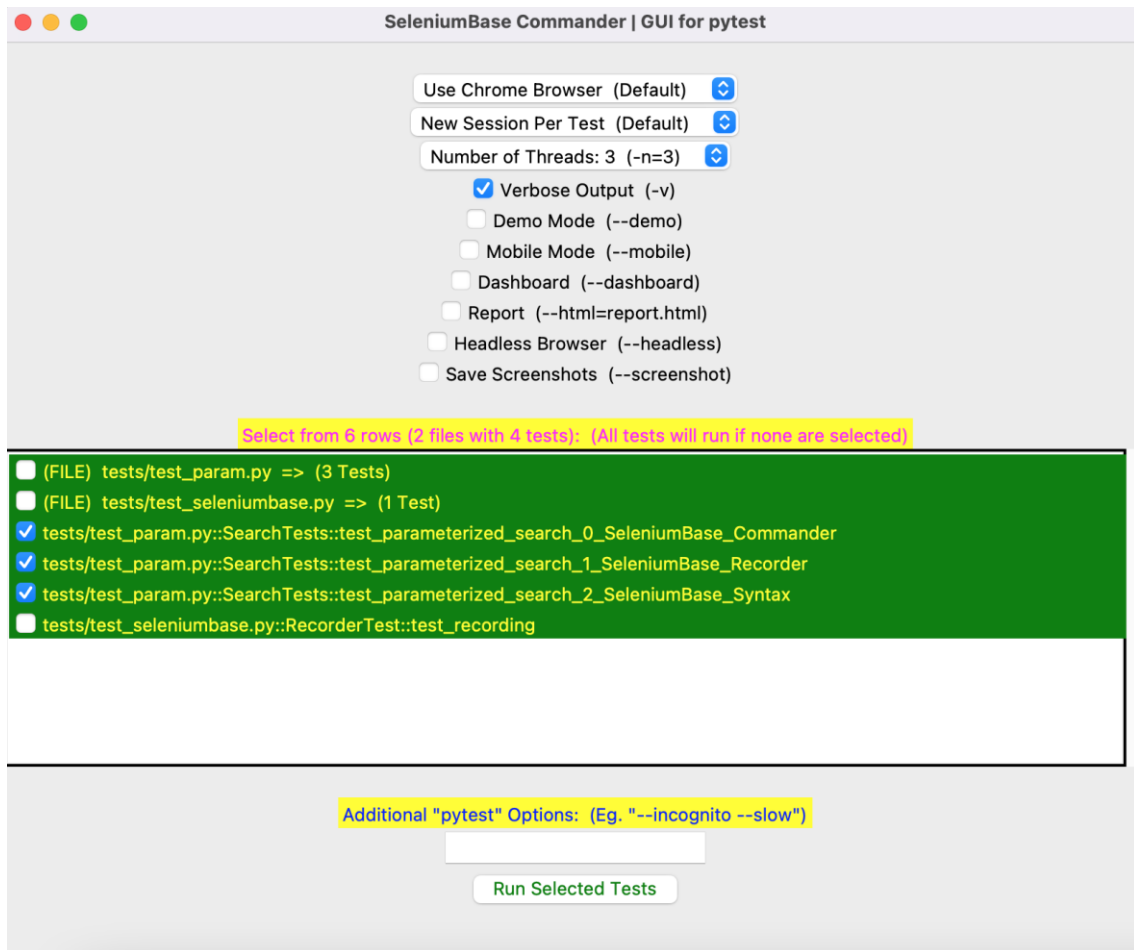 SeleniumBase Commander | GUI for pytest
Use Chrome Browser (Default)
New Session Per Test (Default)
Number of Threads: 3 (-n=3)
Verbose Output (-v)
Demo Mode (--demo)
Mobile Mode (--mobile)
Dashboard (--dashboard)
Report (--html=report.html)
Headless Browser (--headless)
Save Screenshots (--screenshot)
Select from 6 rows (2 files with 4 tests): (All tests will run if none are selected)
(FILE) tests/test_param.py => (3 Tests)
(FILE) tests/test_seleniumbase.py => (1 Test)
tests/test_param.py::SearchTests::test_parameterized_search_0_SeleniumBase_Commander
tests/test_param.py::SearchTests::test_parameterized_search_1_SeleniumBase_Recorder
tests/test_param.py::SearchTests::test_parameterized_search_2_SeleniumBase_Syntax
tests/test_seleniumbase.py::RecorderTest::test_recording
Additional "pytest" Options: (Eg. "--incognito --slow")
Run Selected Tests